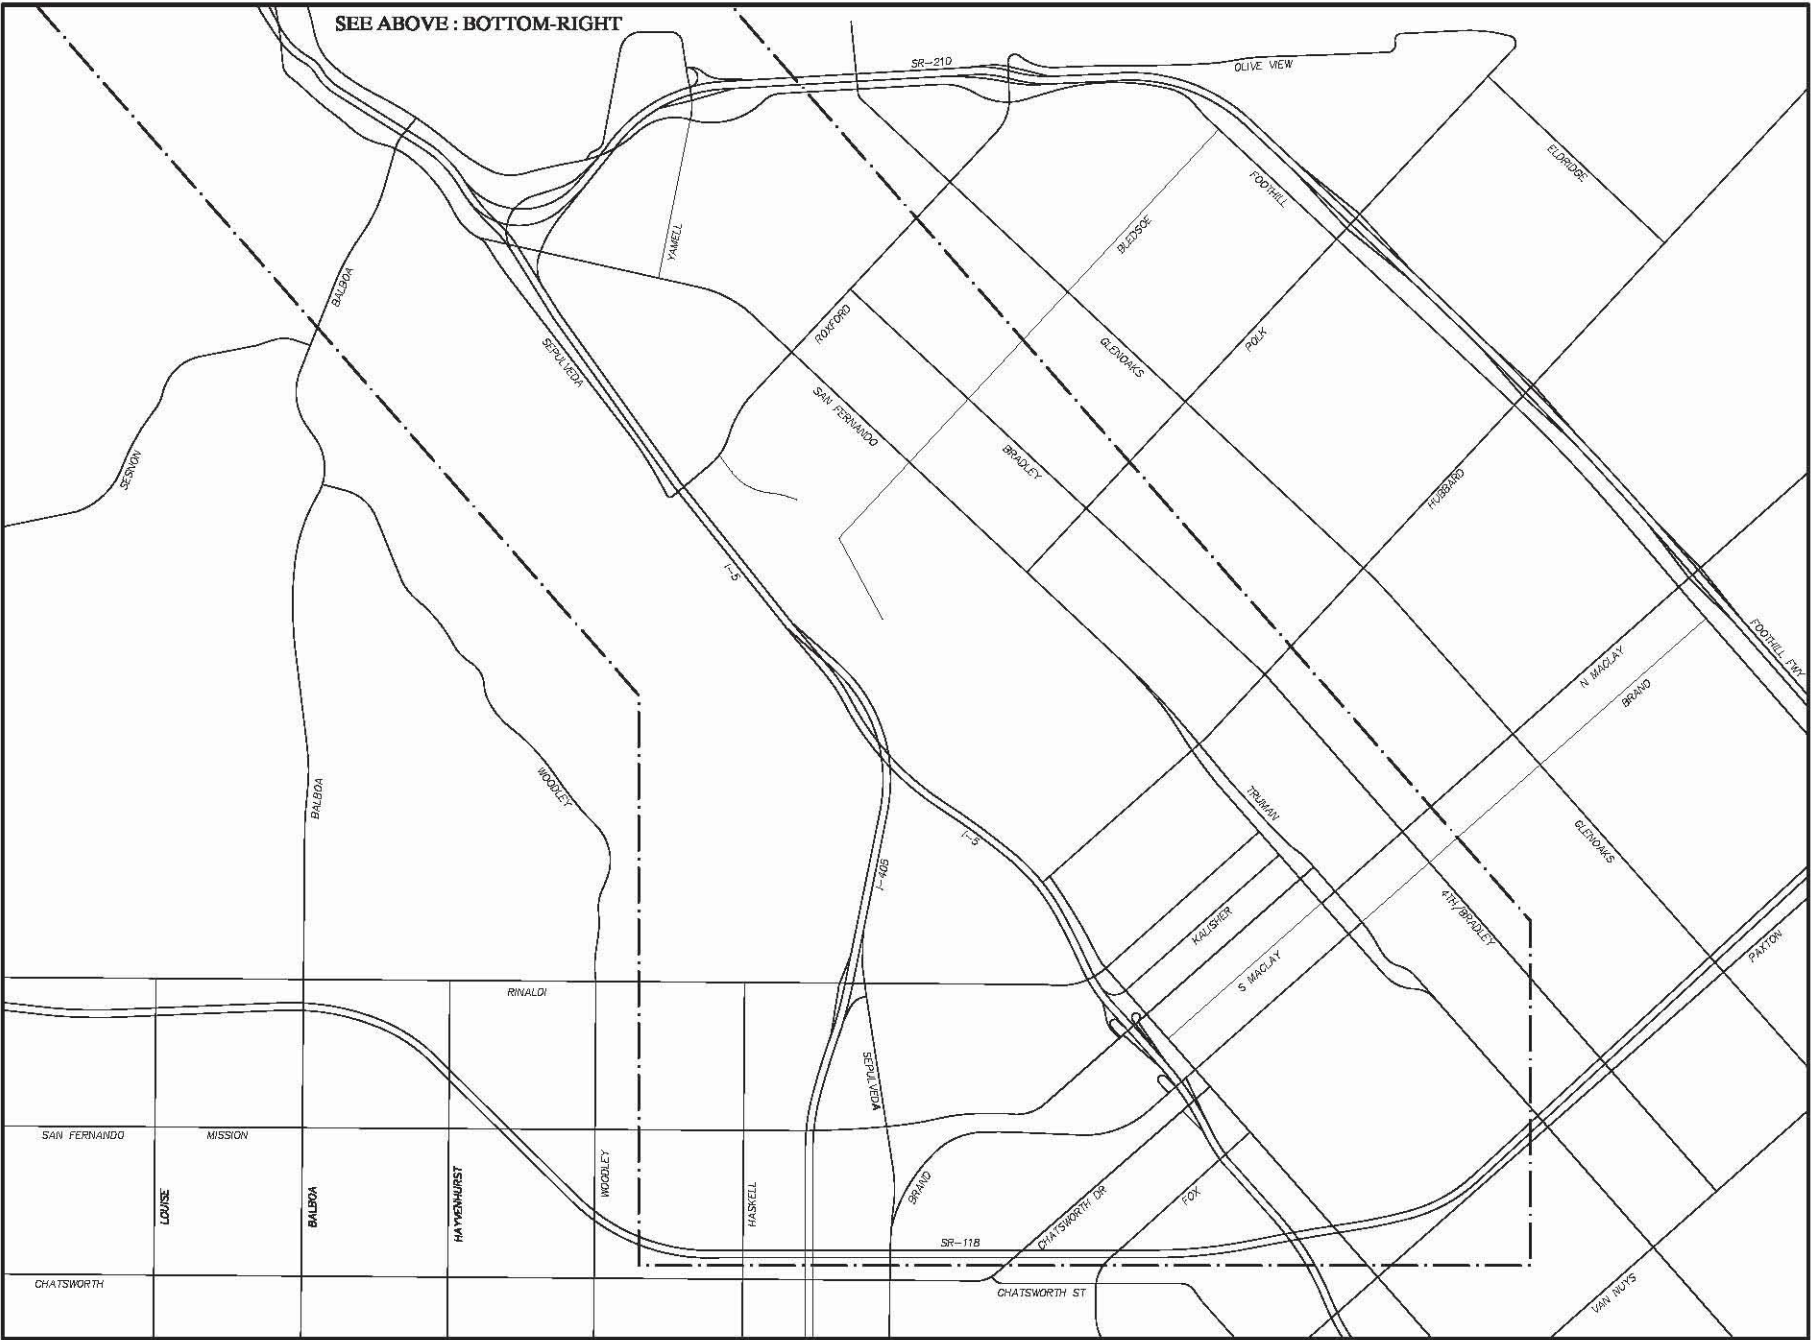 SEE ABOVE : BOTTOM-RIGHT
SR-210
OLIVE VIEW
ELDRIDGE
FOOTHILL
YARNELL
BLEDSOE
BALBOA
ROXFORD
POLK
GLENOAKS
SEPULVEDA
SAN FERNANDO
BRADLEY
SESNON
HUBBARD
I-5
FOOTHILL FWY
N MACLAY
BRAND
WOODLEY
BALBOA
TRUMAN
GLENOAKS
I-5
I-405
4TH/BRADLEY
KALISHER
PAXTON
S MACLAY
RINALDI
SEPULVEDA
SAN FERNANDO
MISSION
LOUISE
BALBOA
HAYVENHURST
WOODLEY
HASKELL
BRAND
CHATSWORTH DR
FOX
SR-118
CHATSWORTH
CHATSWORTH ST
VAN NUYS